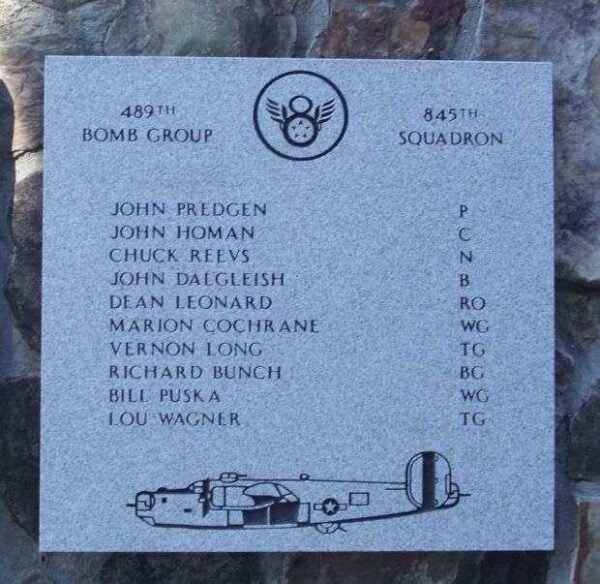 489TH 845TH
BOMB GROUP SQUADRON
8
JOHN PREDGEN P
JOHN HOMAN C
CHUCK REEVS N
JOHN DALGLEISH B
DEAN LEONARD RO
MARION COCHRANE WG
VERNON LONG TG
RICHARD BUNCH BG
BILL PUSKA WG
LOU WAGNER TG